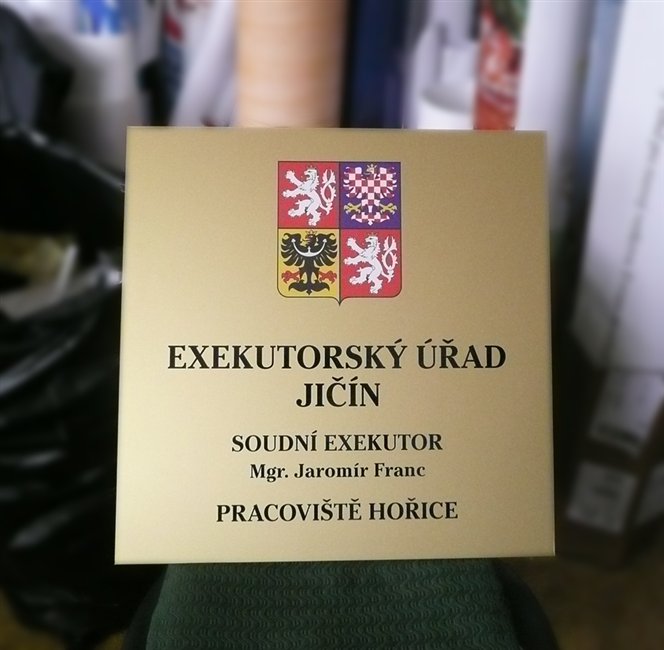 EXEKUTORSKÝ ÚŘAD
JIČÍN
SOUDNÍ EXEKUTOR
Mgr. Jaromír Franc
PRACOVIŠTĚ HOŘICE